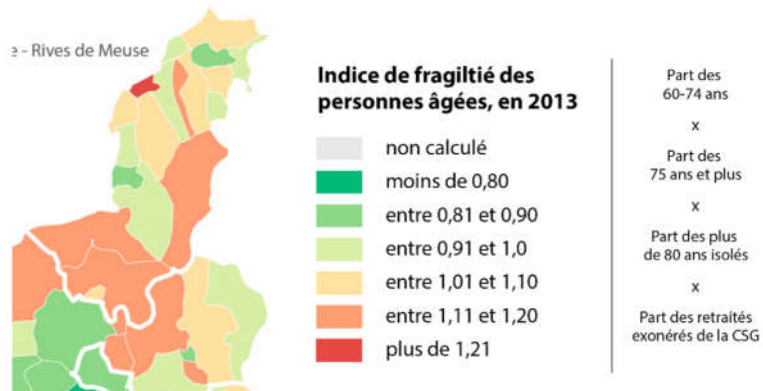 e - Rives de Meuse
Indice de fragiltié des
personnes âgées, en 2013
non calculé
moins de 0,80
entre 0,81 et 0,90
entre 0,91 et 1,0
entre 1,01 et 1,10
entre 1,11 et 1,20
plus de 1,21
Part des
60-74 ans
x
Part des
75 ans et plus
x
Part des plus
de 80 ans isolés
x
Part des retraités
exonérés de la CSG